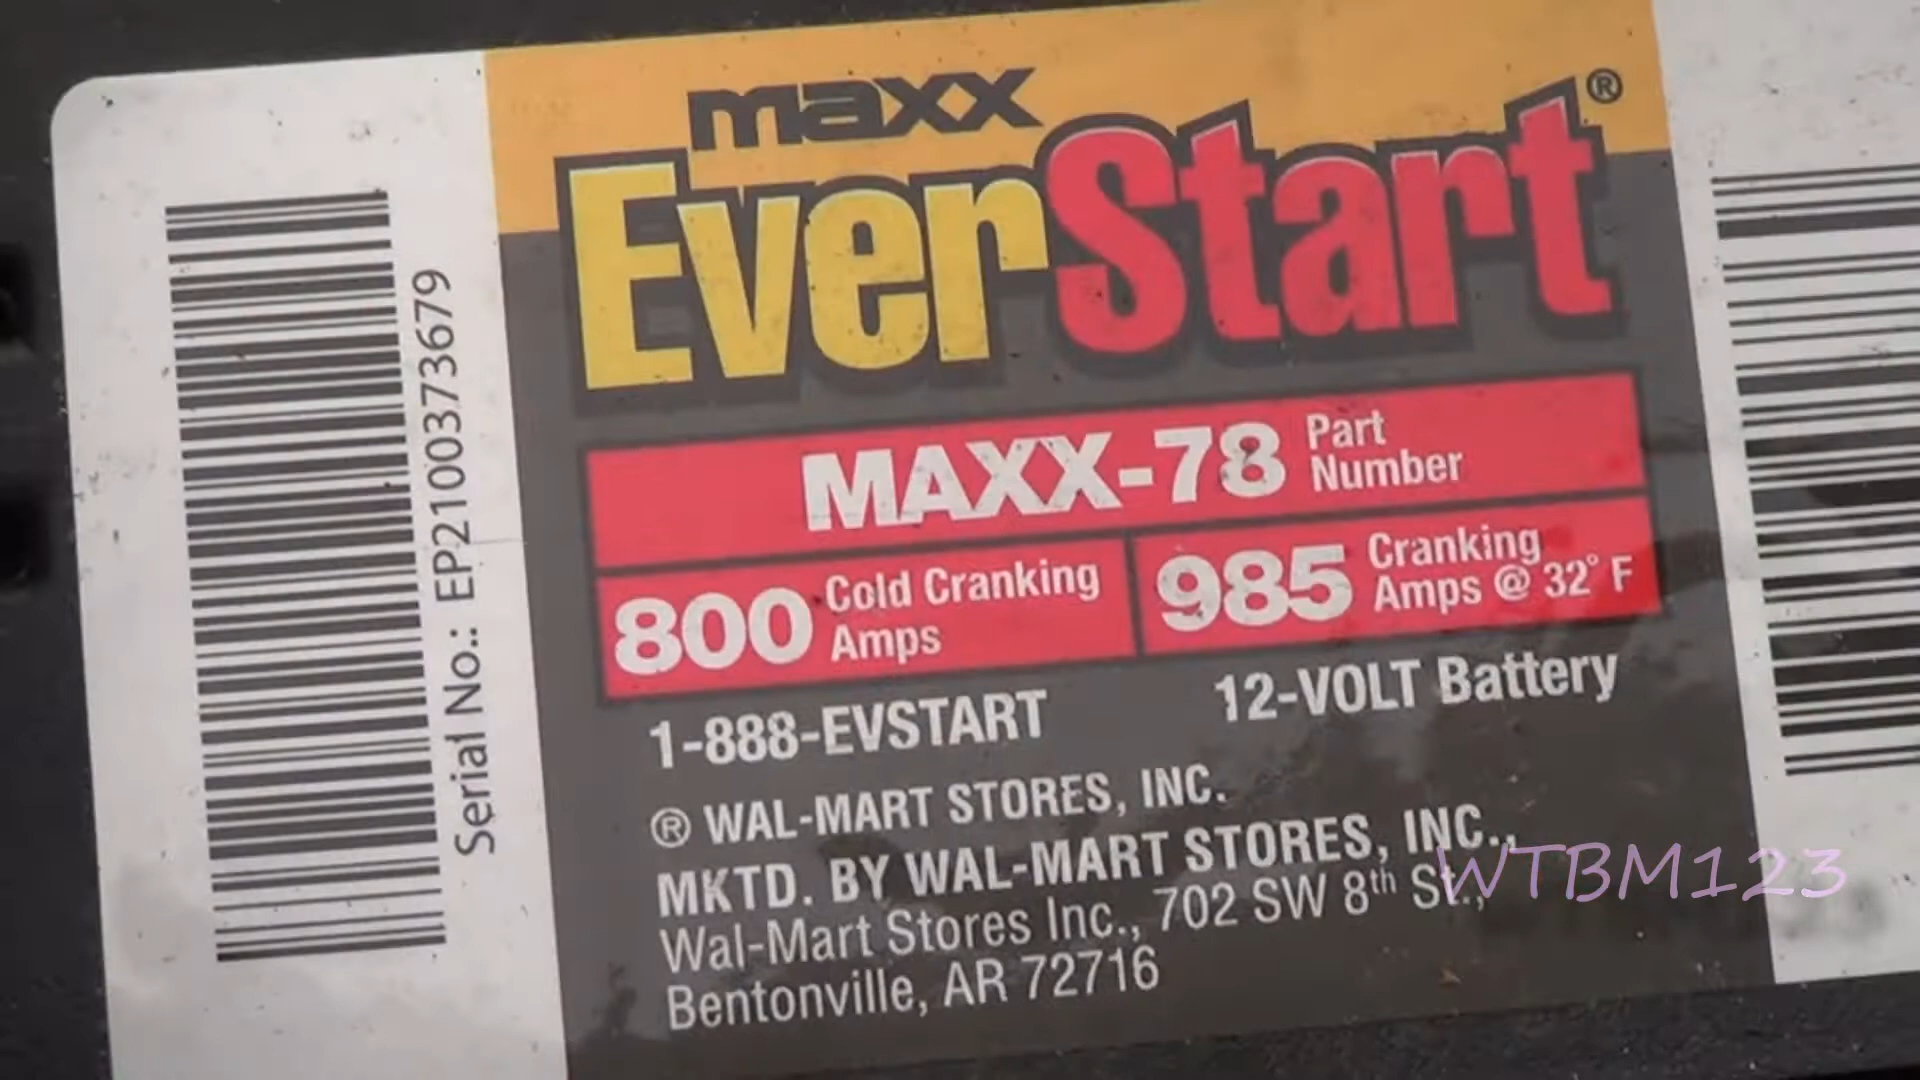 maxx
EverStart®
MAXX-78 Part Number
800 Cold Cranking Amps
985 Cranking Amps @ 32° F
1-888-EVSTART
12-VOLT Battery
® WAL-MART STORES, INC.
MKTD. BY WAL-MART STORES, INC.,
Wal-Mart Stores Inc., 702 SW 8th St.,
Bentonville, AR 72716
Serial No.: EP2100373679
WTBM123